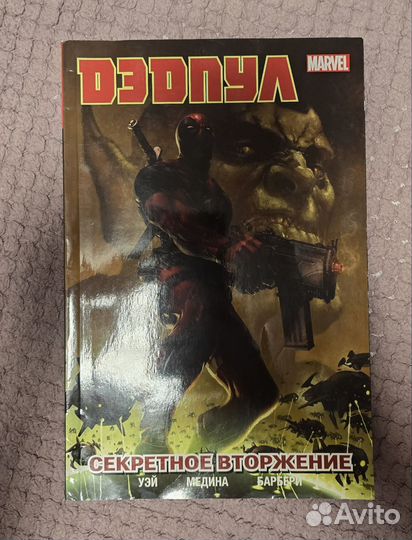 ДЭДПУЛ
MARVEL
СЕКРЕТНОЕ ВТОРЖЕНИЕ
УЭЙ МЕДИНА БАРБЕРИ
Avito